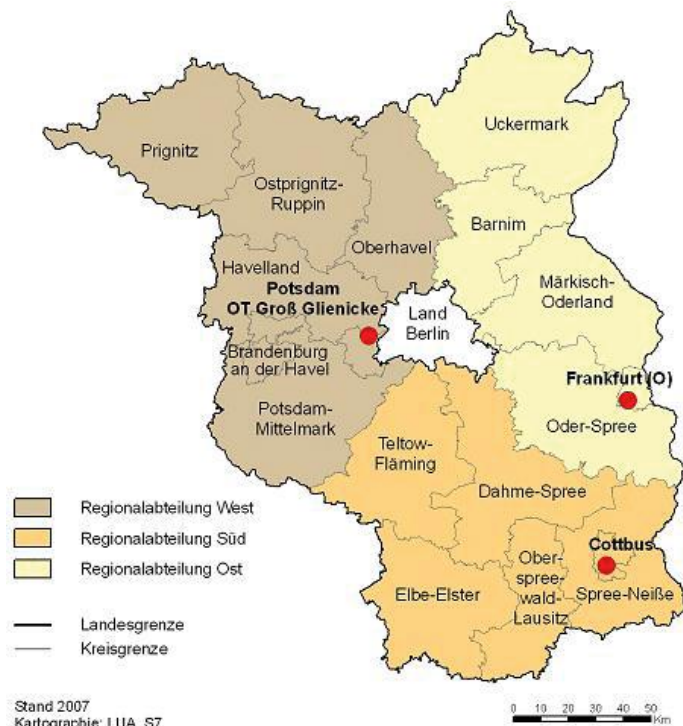 Uckermark
Prignitz
Ostprignitz-
Ruppin
Barnim
Oberhavel
Havelland
Märkisch-
Oderland
Potsdam
OT Groß Glienicke
Land
Berlin
Brandenburg
an der Havel
Frankfurt (O)
Potsdam-
Mittelmark
Oder-Spree
Teltow-
Fläming
Dahme-Spree
Cottbus
Ober-
spree-
wald-
Lausitz
Elbe-Elster
Spree-Neiße
Regionalabteilung West
Regionalabteilung Süd
Regionalabteilung Ost
Landesgrenze
Kreisgrenze
Stand 2007
Kartographie: LUA, S7
0 10 20 30 40 50
Km